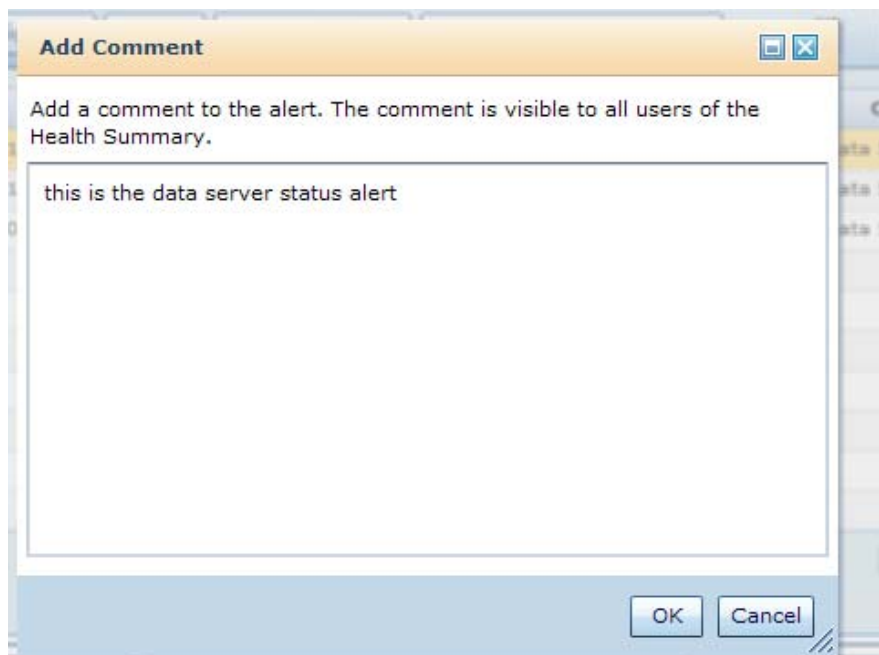 Add Comment
Add a comment to the alert. The comment is visible to all users of the
Health Summary.
this is the data server status alert
OK Cancel